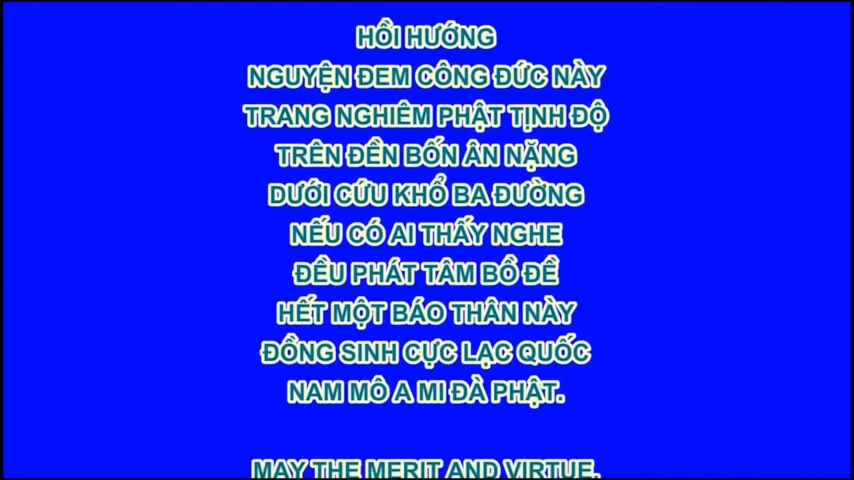 HỒI HƯỚNG
NGUYỆN ĐEM CÔNG ĐỨC NÀY
TRANG NGHIÊM PHẬT TỊNH ĐỘ
TRÊN ĐỀN BỐN ÂN NẶNG
DƯỚI CỨU KHỔ BA ĐƯỜNG
NẾU CÓ AI THẤY NGHE
ĐỀU PHÁT TÂM BỒ ĐỀ
HẾT MỘT BÁO THÂN NÀY
ĐỒNG SINH CỰC LẠC QUỐC
NAM MÔ A MI ĐÀ PHẬT.
MAY THE MERIT AND VIRTUE,